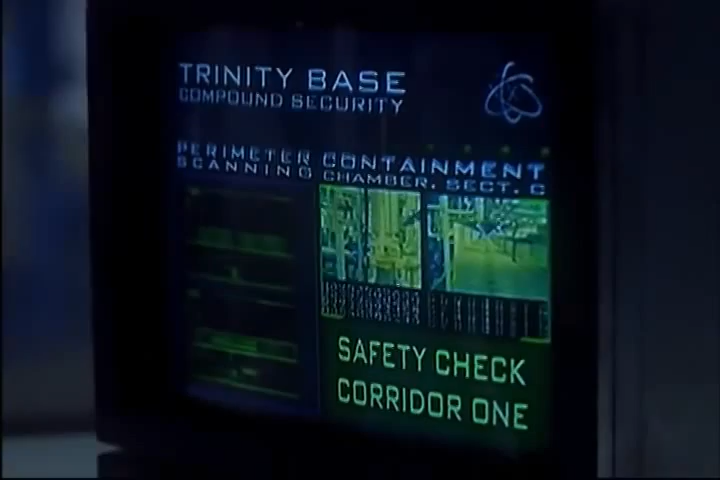 TRINITY BASE
COMPOUND SECURITY
PERIMETER CONTAINMENT
SCANNING CHAMBER, SECT. C
SAFETY CHECK
CORRIDOR ONE